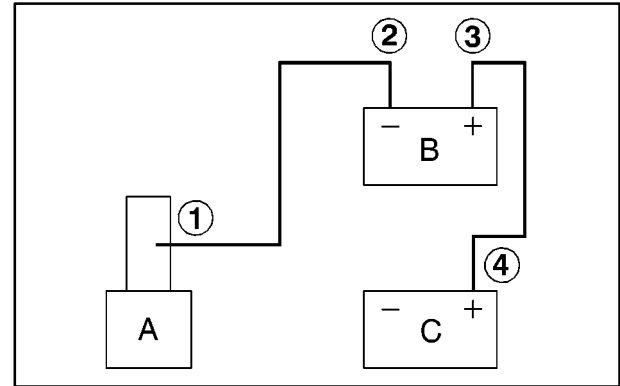 ② ③
− +
B
①
④
A
− +
C